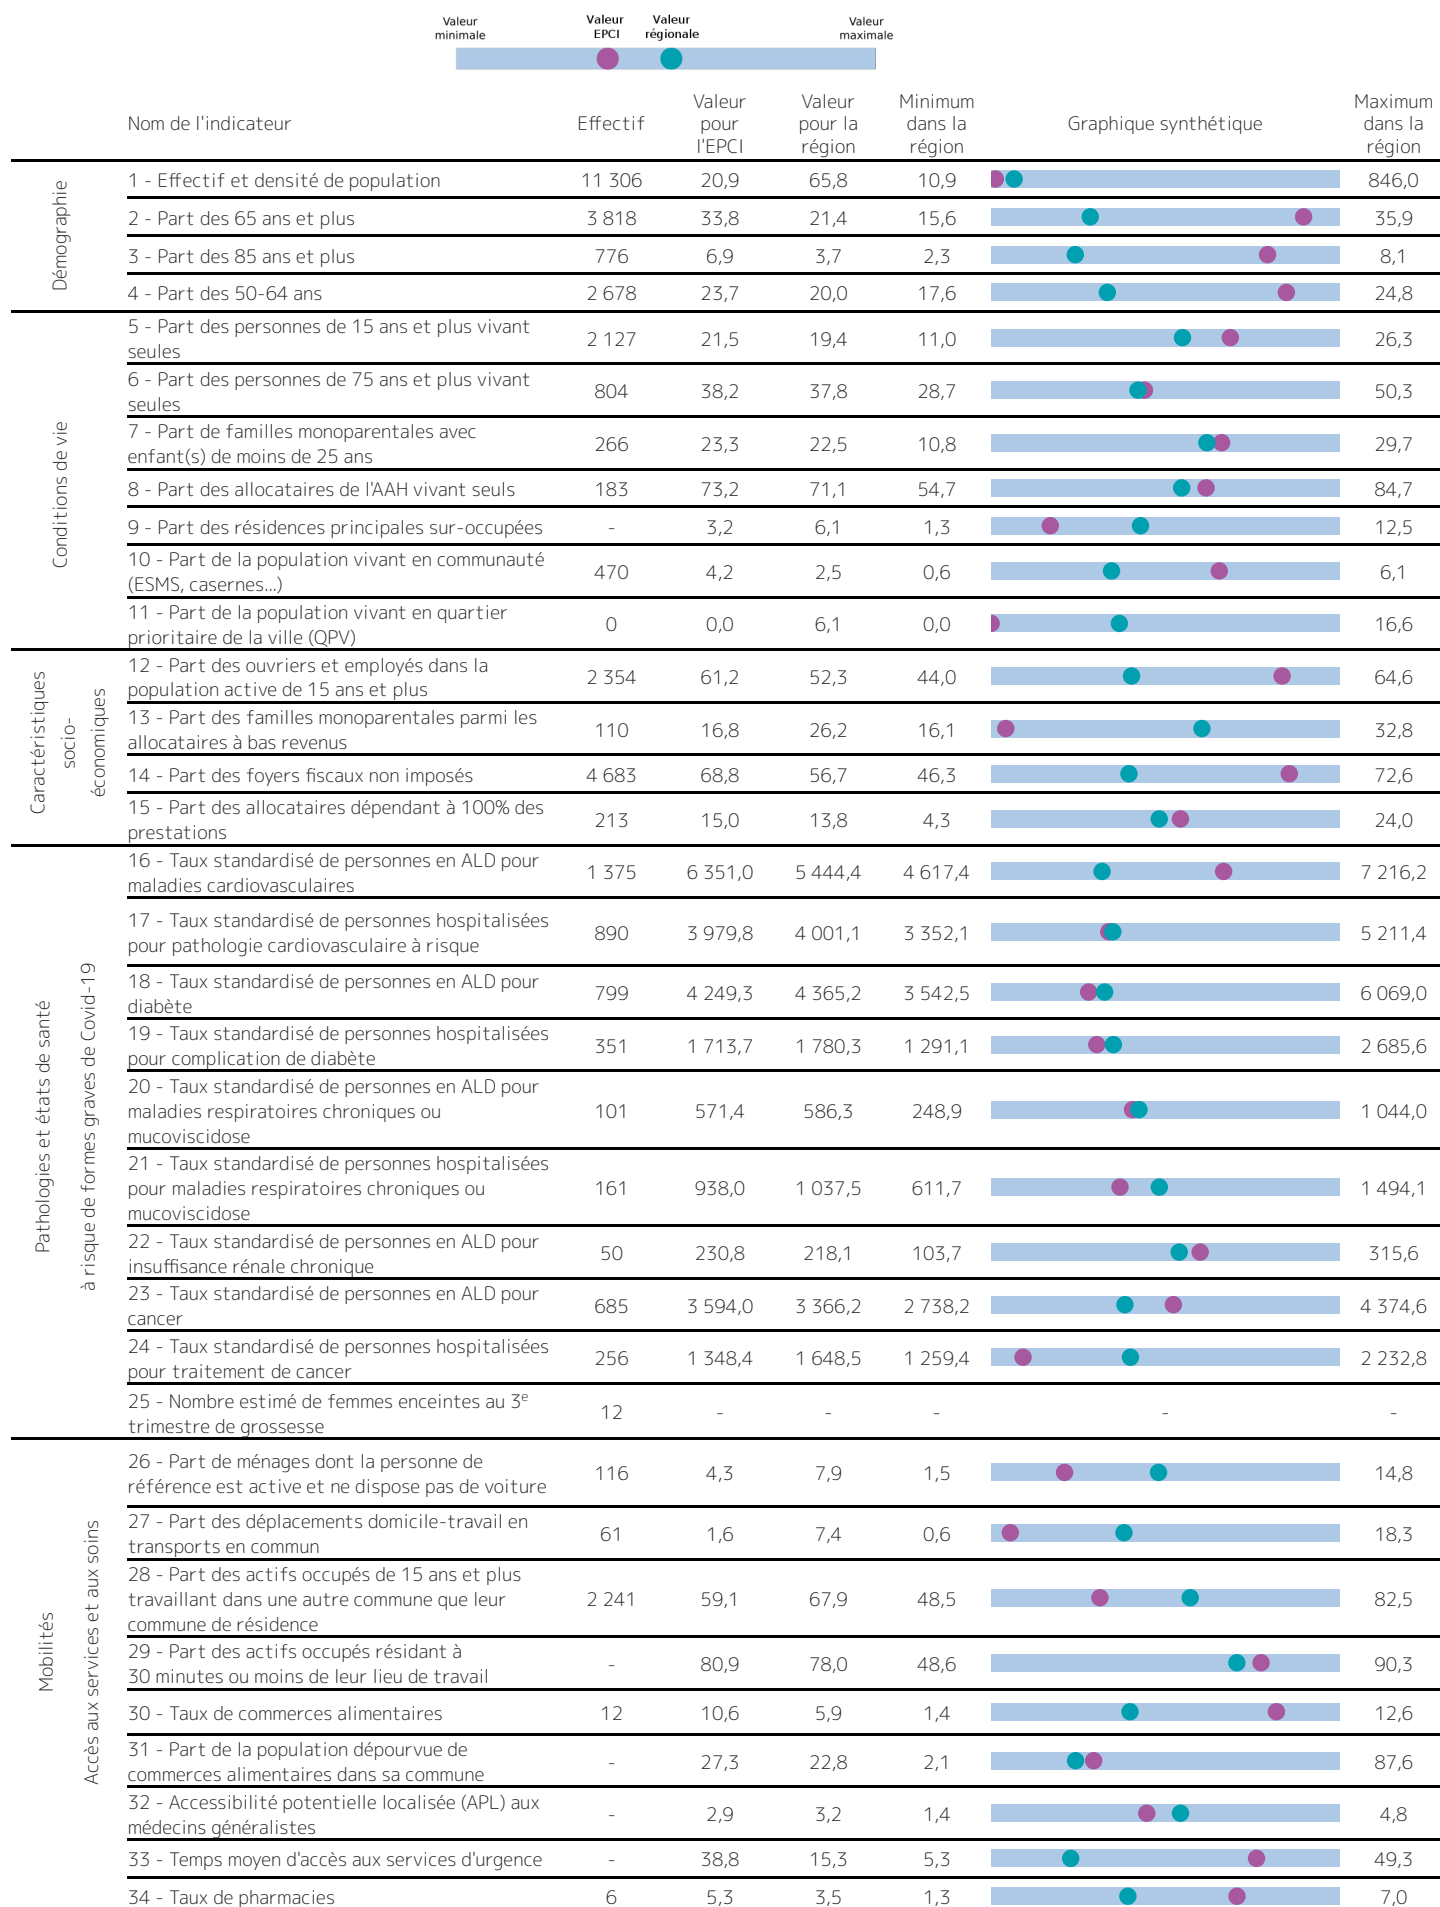 Valeur minimale
Valeur EPCI
Valeur régionale
Valeur maximale
Nom de l'indicateur
Effectif
Valeur pour l'EPCI
Valeur pour la région
Minimum dans la région
Graphique synthétique
Maximum dans la région
Démographie
1 - Effectif et densité de population 11 306 20,9 65,8 10,9 846,0
2 - Part des 65 ans et plus 3 818 33,8 21,4 15,6 35,9
3 - Part des 85 ans et plus 776 6,9 3,7 2,3 8,1
4 - Part des 50-64 ans 2 678 23,7 20,0 17,6 24,8
Conditions de vie
5 - Part des personnes de 15 ans et plus vivant
seules 2 127 21,5 19,4 11,0 26,3
6 - Part des personnes de 75 ans et plus vivant
seules 804 38,2 37,8 28,7 50,3
7 - Part de familles monoparentales avec
enfant(s) de moins de 25 ans 266 23,3 22,5 10,8 29,7
8 - Part des allocataires de l'AAH vivant seuls 183 73,2 71,1 54,7 84,7
9 - Part des résidences principales sur-occupées - 3,2 6,1 1,3 12,5
10 - Part de la population vivant en communauté
(ESMS, casernes...) 470 4,2 2,5 0,6 6,1
11 - Part de la population vivant en quartier
prioritaire de la ville (QPV) 0 0,0 6,1 0,0 16,6
Caractéristiques
socio-
économiques
12 - Part des ouvriers et employés dans la
population active de 15 ans et plus 2 354 61,2 52,3 44,0 64,6
13 - Part des familles monoparentales parmi les
allocataires à bas revenus 110 16,8 26,2 16,1 32,8
14 - Part des foyers fiscaux non imposés 4 683 68,8 56,7 46,3 72,6
15 - Part des allocataires dépendant à 100% des
prestations 213 15,0 13,8 4,3 24,0
Pathologies et états de santé
à risque de formes graves de Covid-19
16 - Taux standardisé de personnes en ALD pour
maladies cardiovasculaires 1 375 6 351,0 5 444,4 4 617,4 7 216,2
17 - Taux standardisé de personnes hospitalisées
pour pathologie cardiovasculaire à risque 890 3 979,8 4 001,1 3 352,1 5 211,4
18 - Taux standardisé de personnes en ALD pour
diabète 799 4 249,3 4 365,2 3 542,5 6 069,0
19 - Taux standardisé de personnes hospitalisées
pour complication de diabète 351 1 713,7 1 780,3 1 291,1 2 685,6
20 - Taux standardisé de personnes en ALD pour
maladies respiratoires chroniques ou
mucoviscidose 101 571,4 586,3 248,9 1 044,0
21 - Taux standardisé de personnes hospitalisées
pour maladies respiratoires chroniques ou
mucoviscidose 161 938,0 1 037,5 611,7 1 494,1
22 - Taux standardisé de personnes en ALD pour
insuffisance rénale chronique 50 230,8 218,1 103,7 315,6
23 - Taux standardisé de personnes en ALD pour
cancer 685 3 594,0 3 366,2 2 738,2 4 374,6
24 - Taux standardisé de personnes hospitalisées
pour traitement de cancer 256 1 348,4 1 648,5 1 259,4 2 232,8
25 - Nombre estimé de femmes enceintes au 3e
trimestre de grossesse 12 - - - - -
Mobilités
Accès aux services et aux soins
26 - Part de ménages dont la personne de
référence est active et ne dispose pas de voiture 116 4,3 7,9 1,5 14,8
27 - Part des déplacements domicile-travail en
transports en commun 61 1,6 7,4 0,6 18,3
28 - Part des actifs occupés de 15 ans et plus
travaillant dans une autre commune que leur
commune de résidence 2 241 59,1 67,9 48,5 82,5
29 - Part des actifs occupés résidant à
30 minutes ou moins de leur lieu de travail - 80,9 78,0 48,6 90,3
30 - Taux de commerces alimentaires 12 10,6 5,9 1,4 12,6
31 - Part de la population dépourvue de
commerces alimentaires dans sa commune - 27,3 22,8 2,1 87,6
32 - Accessibilité potentielle localisée (APL) aux
médecins généralistes - 2,9 3,2 1,4 4,8
33 - Temps moyen d'accès aux services d'urgence - 38,8 15,3 5,3 49,3
34 - Taux de pharmacies 6 5,3 3,5 1,3 7,0